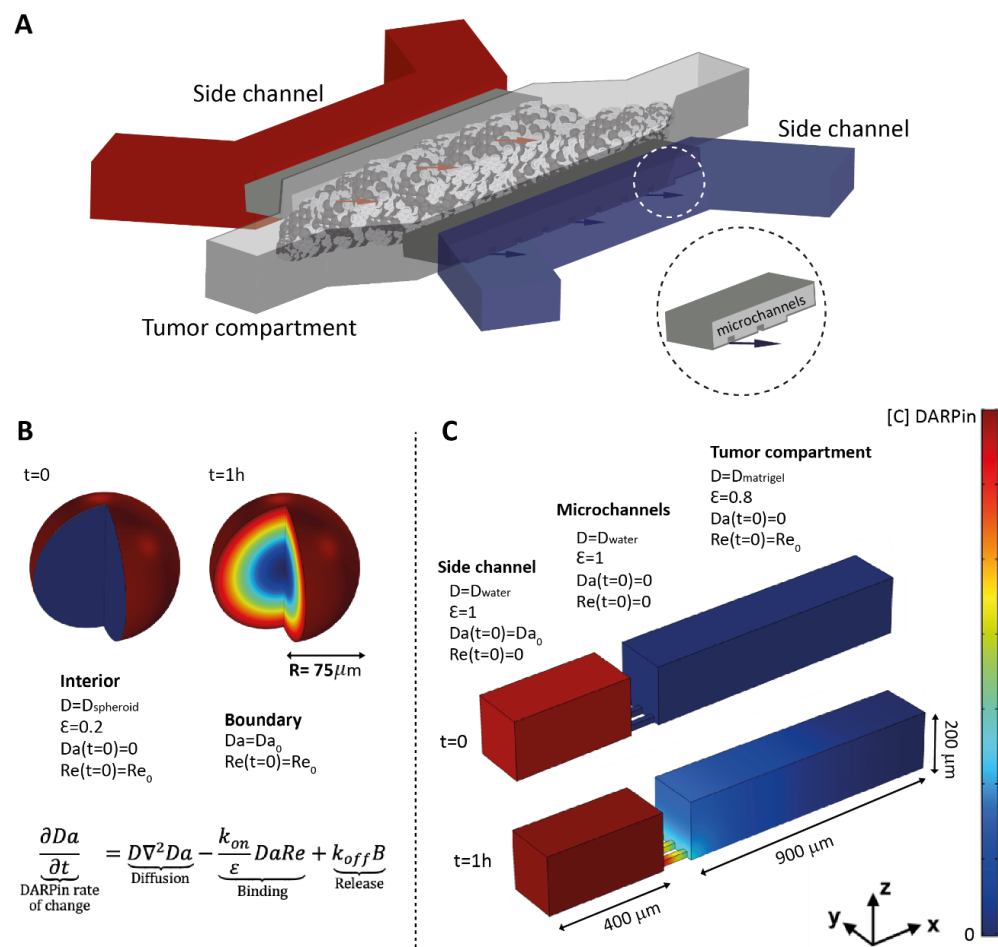 A
Side channel
Side channel
Tumor compartment
microchannels
B
t=0
t=1h
R= 75μm
Interior
D=Dspheroid
Ɛ=0.2
Da(t=0)=0
Re(t=0)=Re₀
Boundary
Da=Da₀
Re(t=0)=Re₀
∂Da/∂t = D∇²Da − kon/ε DaRe + koffB
DARPin rate of change
Diffusion
Binding
Release
C
[C] DARPin
Tumor compartment
D=Dmatrigel
Ɛ=0.8
Da(t=0)=0
Re(t=0)=Re₀
Microchannels
D=Dwater
Ɛ=1
Da(t=0)=0
Re(t=0)=0
Side channel
D=Dwater
Ɛ=1
Da(t=0)=Da₀
Re(t=0)=0
t=0
200 μm
t=1h
900 μm
400 μm
z
y
x
0